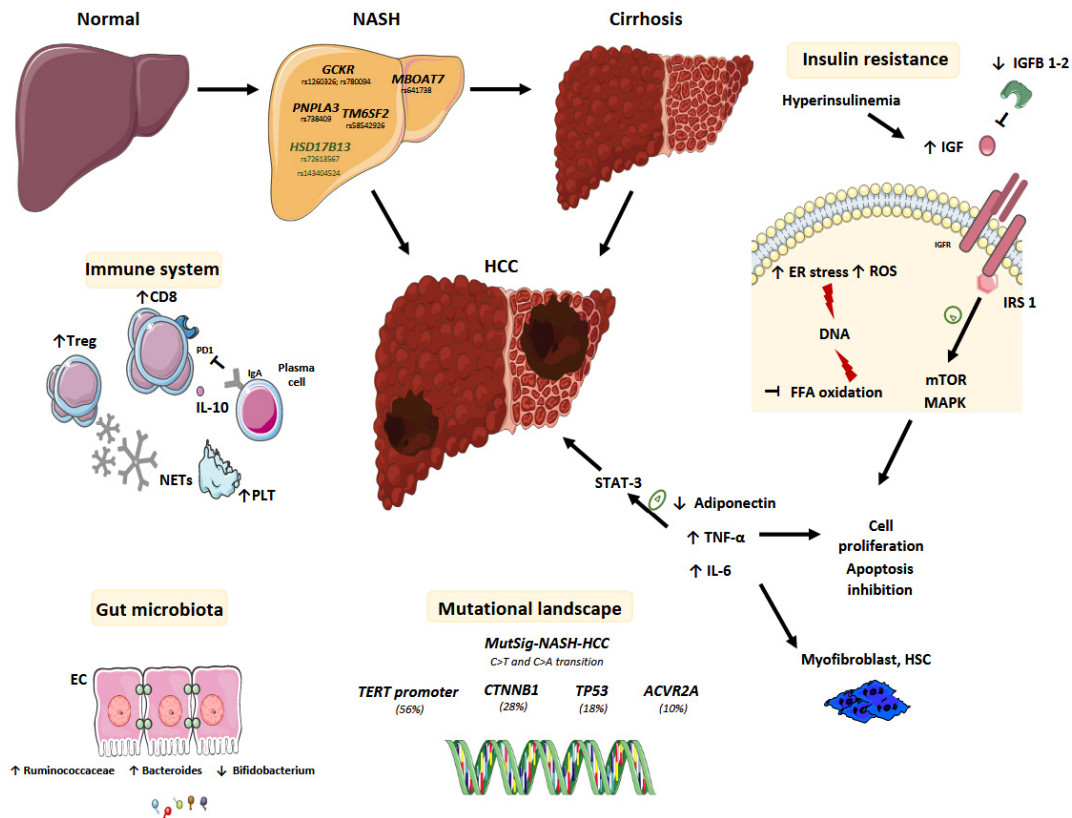 Normal
NASH
Cirrhosis
GCKR
rs1260326; rs780094
MBOAT7
rs641738
PNPLA3
rs738409
TM6SF2
rs58542926
HSD17B13
rs72613567
rs143404524
Insulin resistance
↓ IGFB 1-2
Hyperinsulinemia
↑ IGF
IGFR
↑ ER stress ↑ ROS
IRS 1
DNA
mTOR
MAPK
FFA oxidation
Immune system
↑CD8
↑Treg
PD1
IgA
Plasma
cell
IL-10
NETs
↑PLT
HCC
STAT-3
↓ Adiponectin
↑ TNF-α
↑ IL-6
Cell
proliferation
Apoptosis
inhibition
Myofibroblast, HSC
Gut microbiota
EC
↑ Ruminococcaceae ↑ Bacteroides ↓ Bifidobacterium
Mutational landscape
MutSig-NASH-HCC
C>T and C>A transition
TERT promoter
(56%)
CTNNB1
(28%)
TP53
(18%)
ACVR2A
(10%)